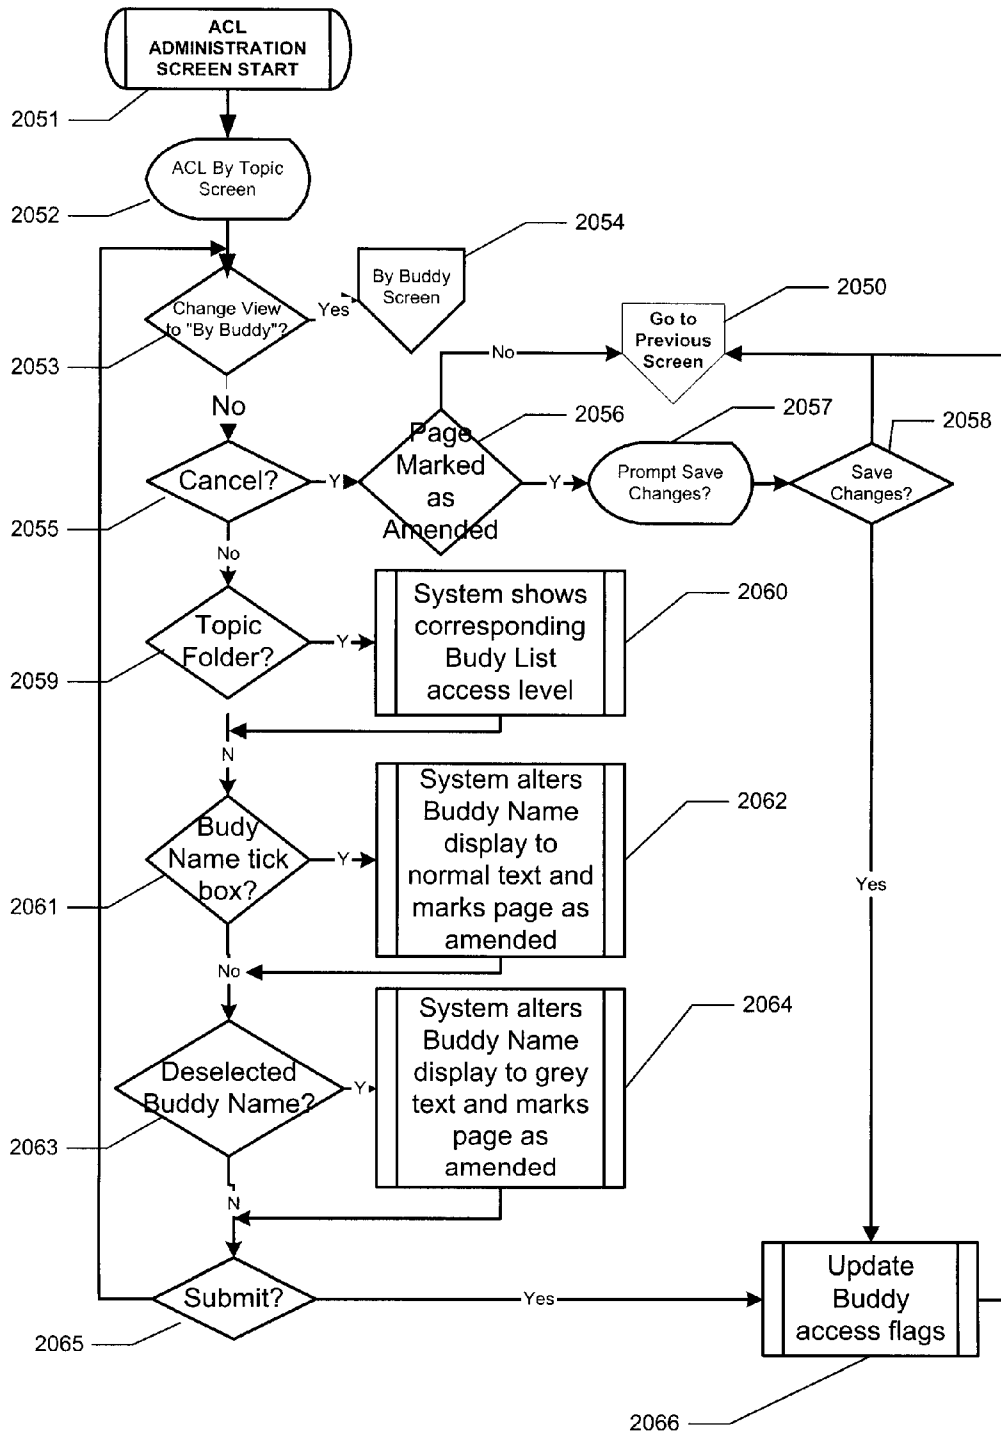 ACL
ADMINISTRATION
SCREEN START
2051
ACL By Topic
Screen
2052
2054
By Buddy
Screen
Change View
to "By Buddy"?
Yes
2053
2050
Go to
Previous
Screen
No
No
2056
2057
2058
Page
Marked
as
Amended
Cancel?
Y
Y
Prompt Save
Changes?
Save
Changes?
2055
No
2060
System shows
corresponding
Budy List
access level
Topic
Folder?
Y
2059
N
2062
System alters
Buddy Name
display to
normal text and
marks page as
amended
Budy
Name tick
box?
Y
2061
Yes
No
2064
System alters
Buddy Name
display to grey
text and marks
page as
amended
Deselected
Buddy Name?
Y
2063
N
Submit?
Yes
2065
Update
Buddy
access flags
2066